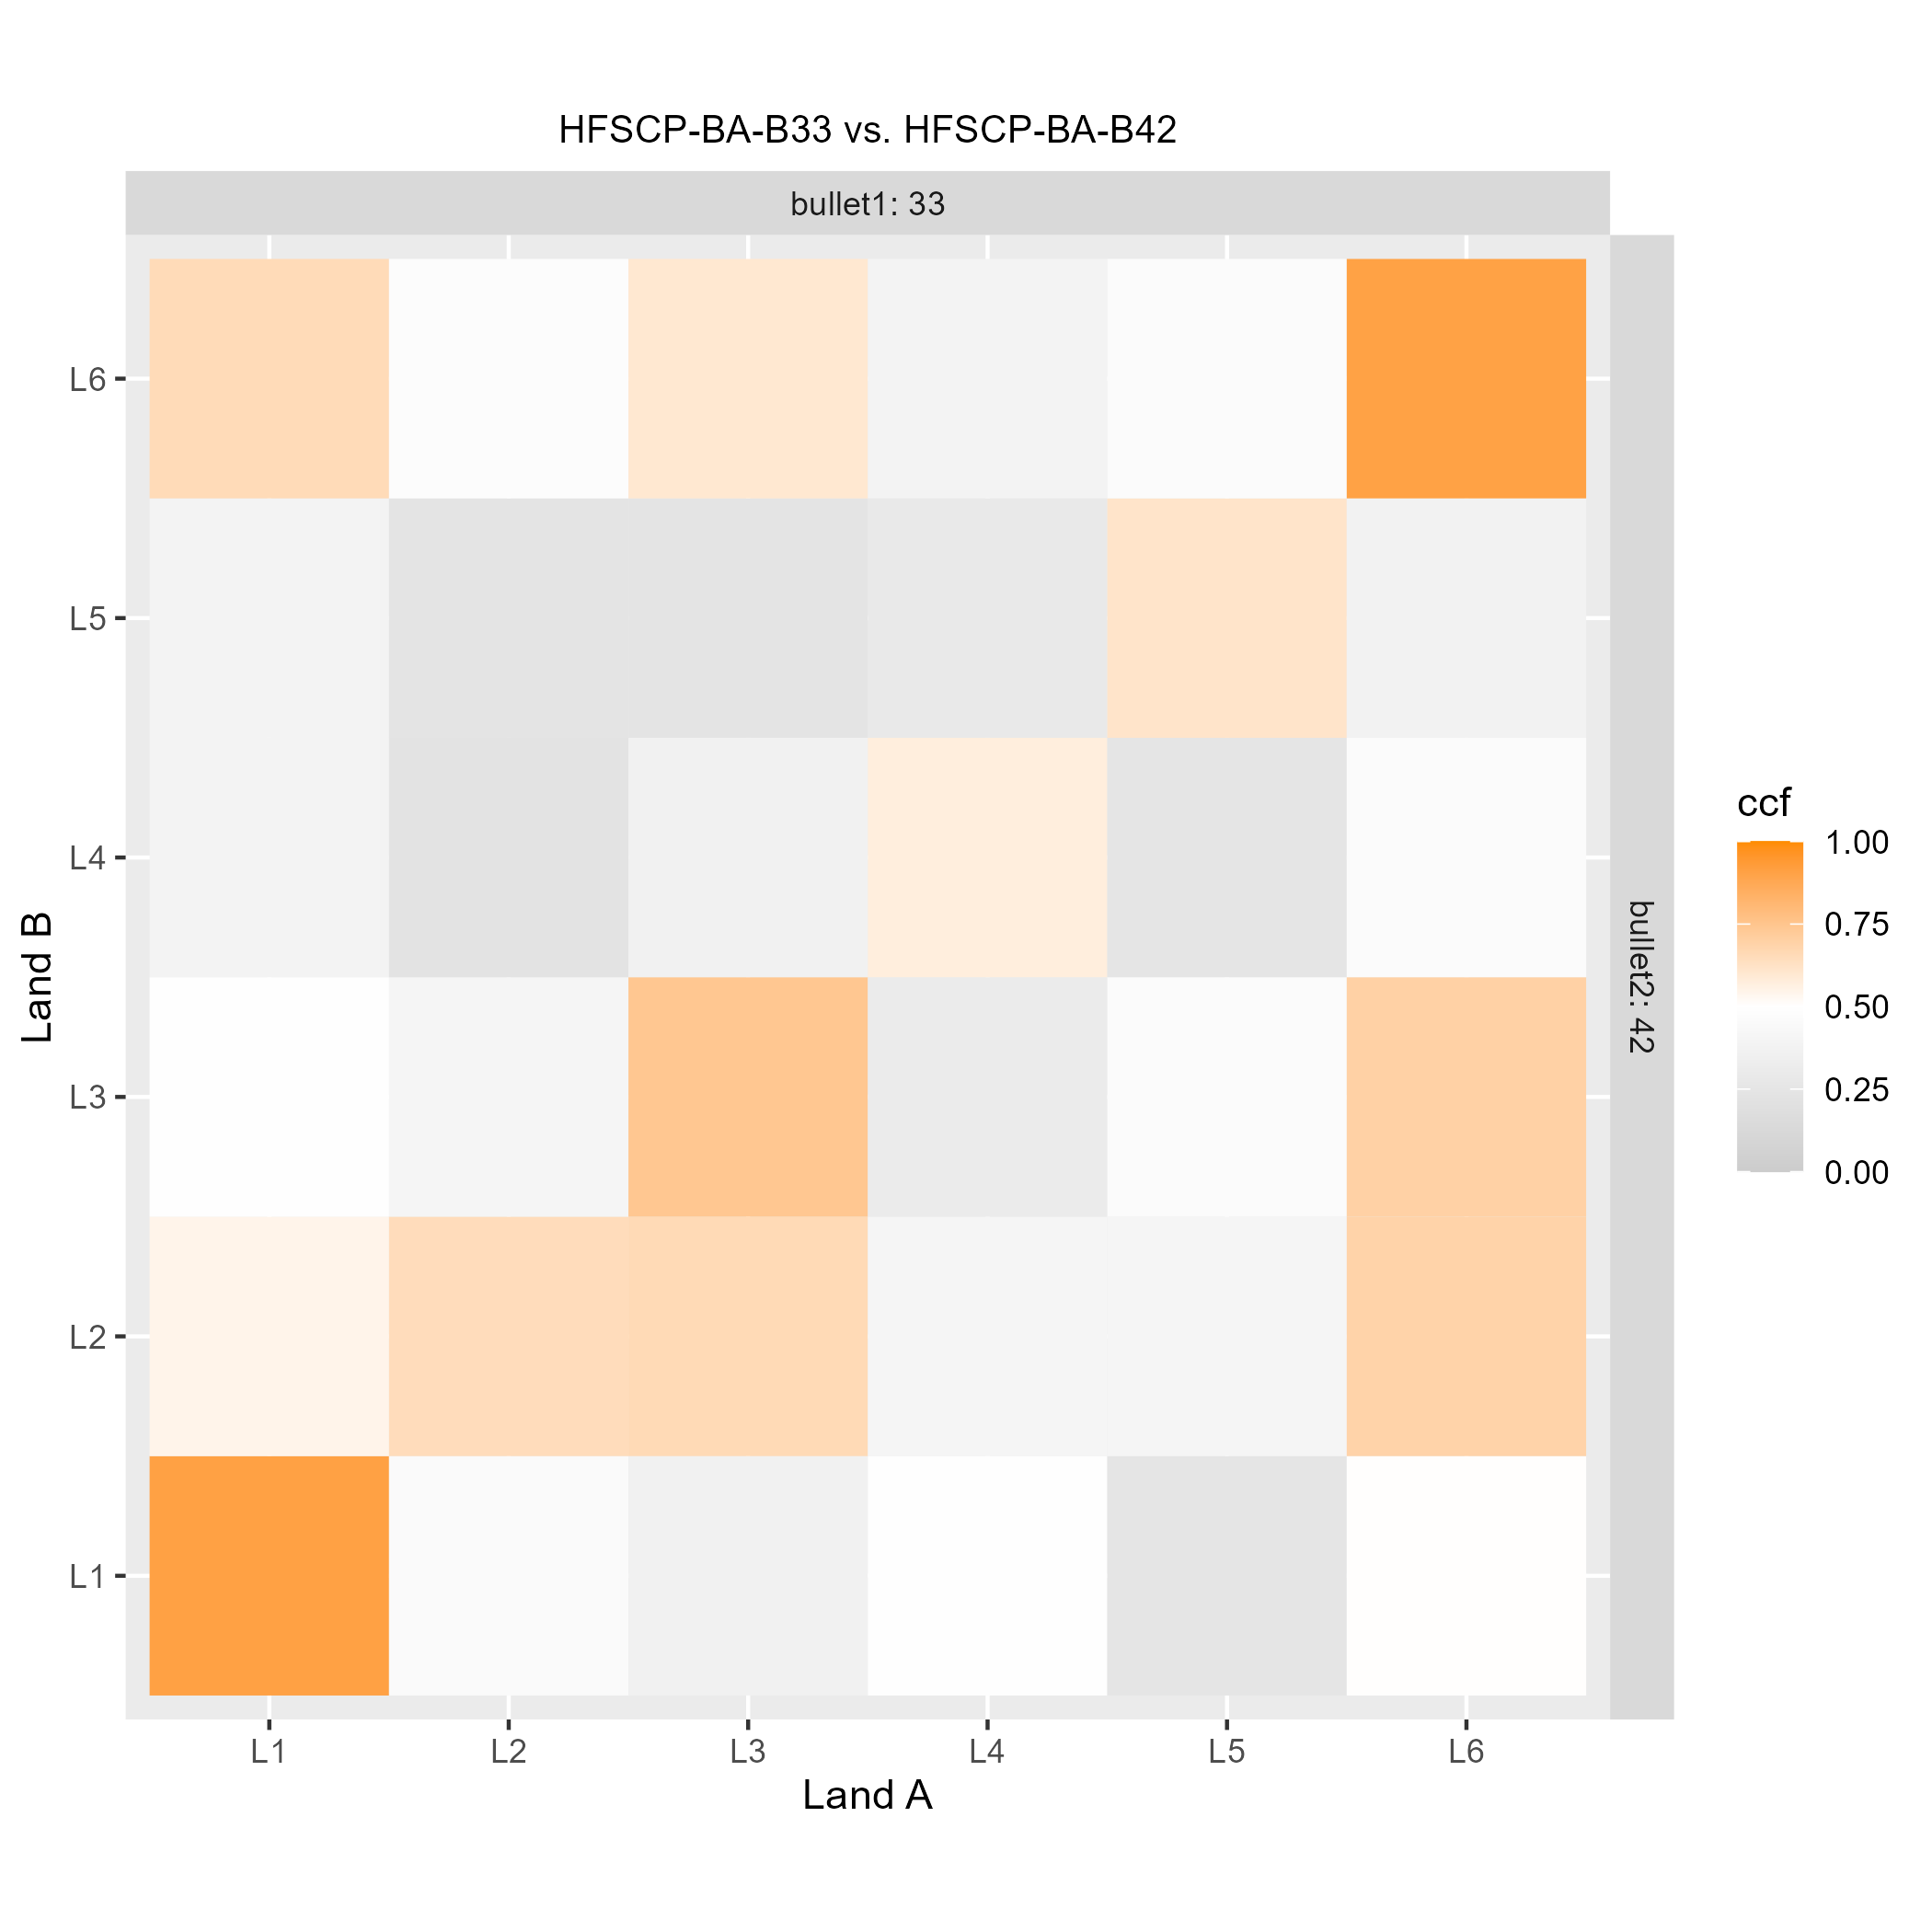 HFSCP-BA-B33 vs. HFSCP-BA-B42
bullet1: 33
L6
L5
L4
L3
L2
L1
Land B
bullet2: 42
L1 L2 L3 L4 L5 L6
Land A
ccf
1.00
0.75
0.50
0.25
0.00